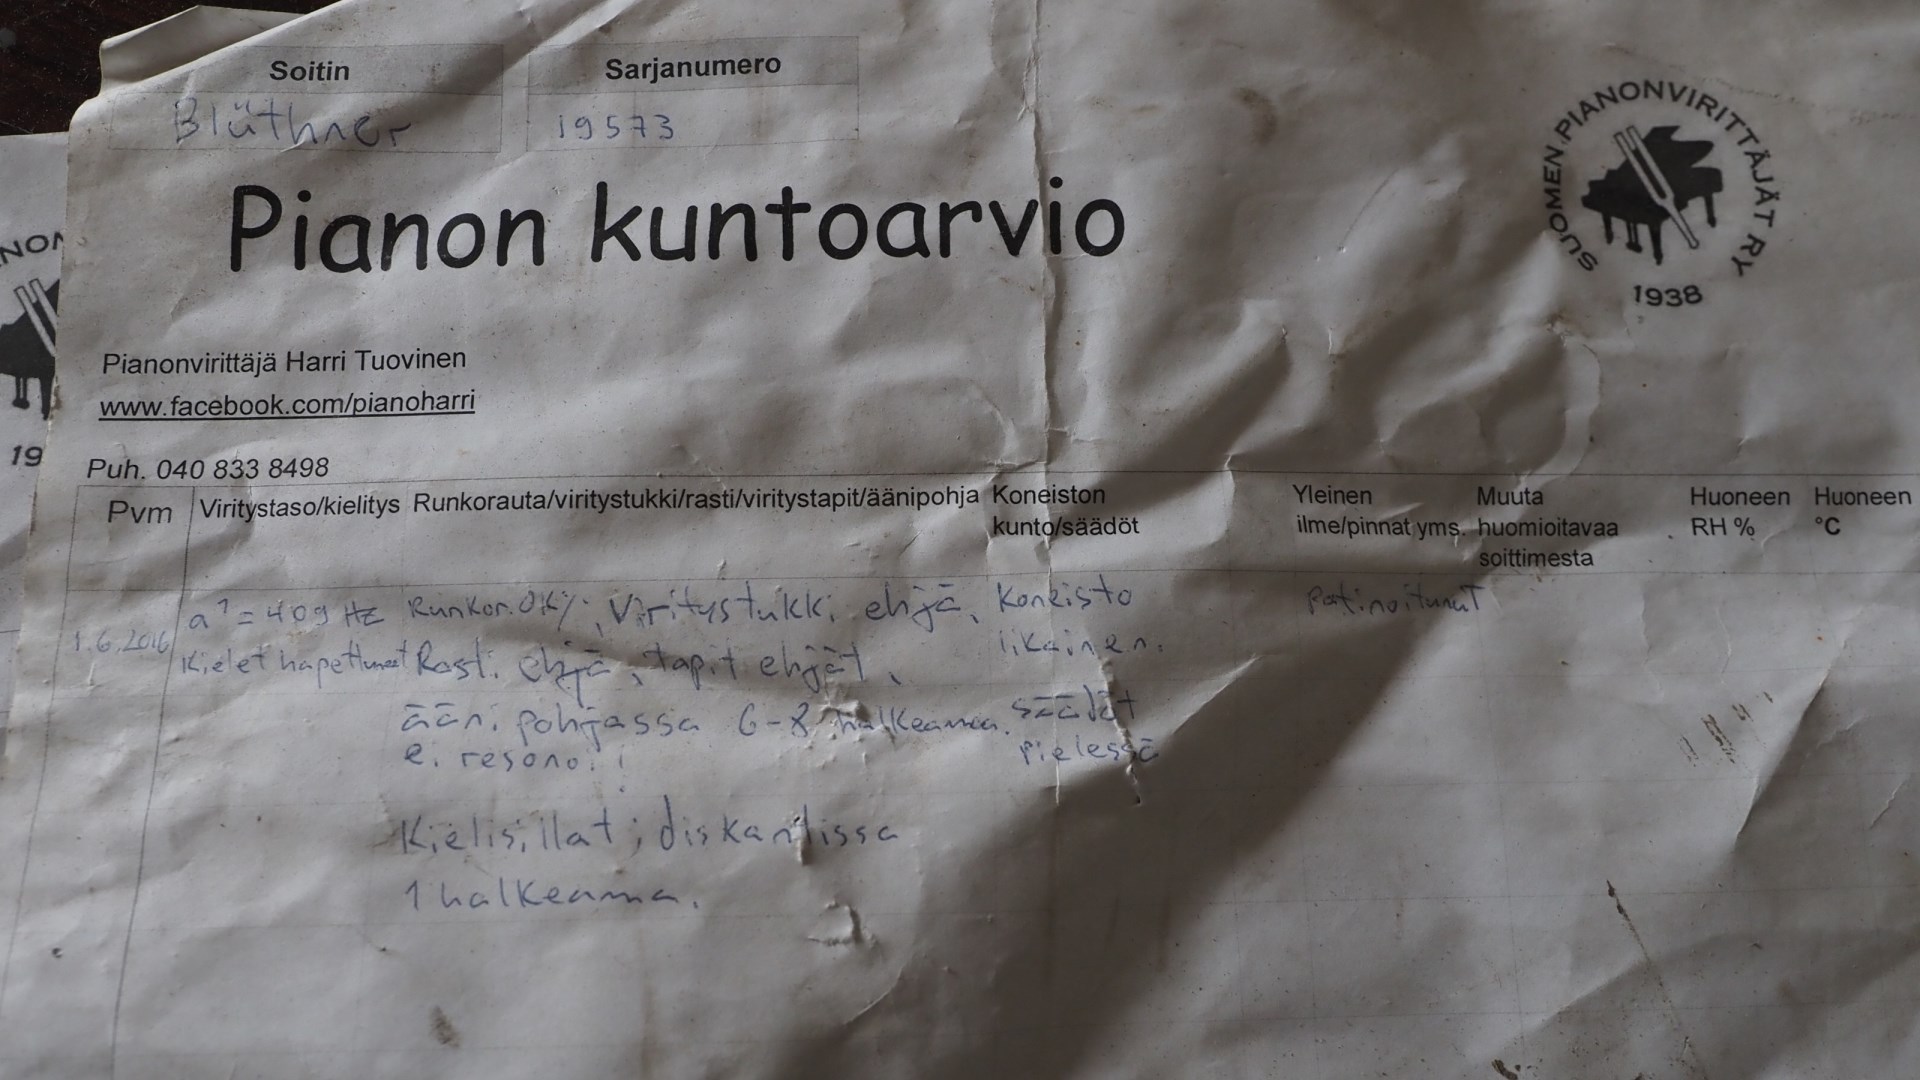 Soitin
Sarjanumero
Blüthner
19573
SUOMEN PIANONVIRITTÄJÄT RY
1938
Pianon kuntoarvio
Pianonvirittäjä Harri Tuovinen
www.facebook.com/pianoharri
Puh. 040 833 8498
Pvm
Viritystaso/kielitys
Runkorauta/viritystukki/rasti/viritystapit/äänipohja
Koneiston
kunto/säädöt
Yleinen
ilme/pinnat yms.
Muuta
huomioitavaa
soittimesta
Huoneen
RH %
Huoneen
°C
1.6.2016
a¹ = 409 Hz
Kielet hapettuneet
Runkor. OK; Viritystukki ehjä,
Rasti ehjä, tapit ehjät,
äänipohjassa 6-8 halkeamaa.
ei resonoi!
Kielisillat; diskantissa
1 halkeama.
Koneisto
likainen.
säädöt
pielessä
patinoitunut